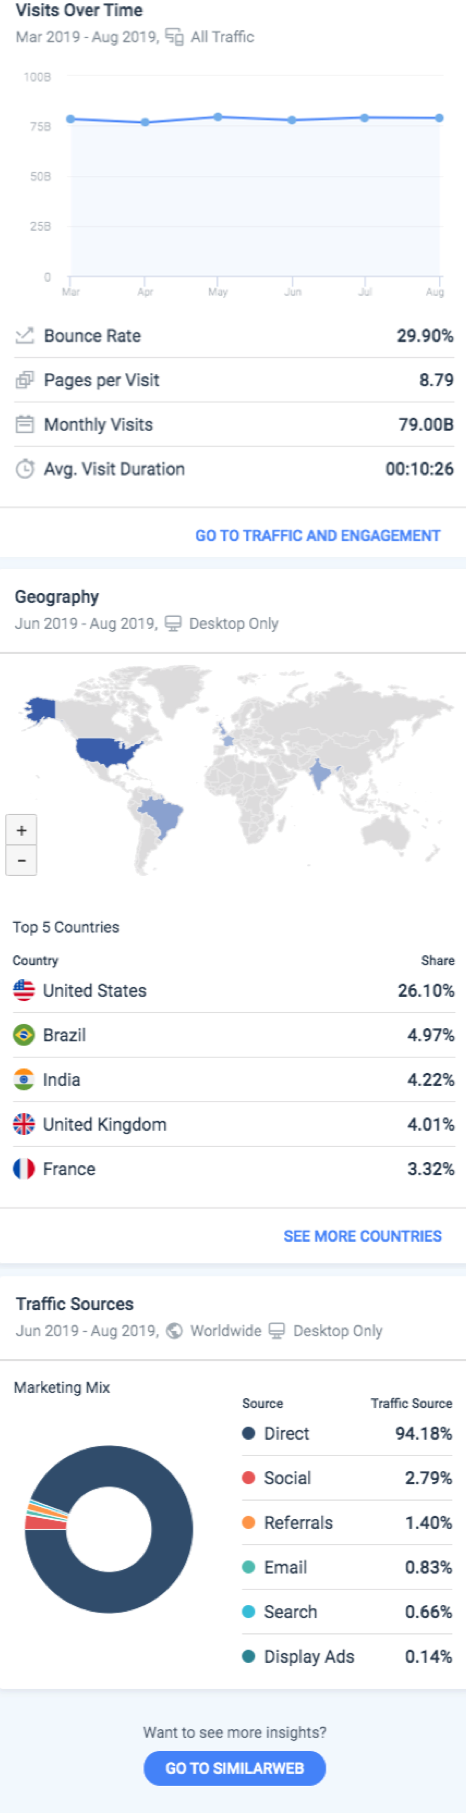 Visits Over Time
Mar 2019 - Aug 2019, All Traffic
100B
75B
50B
25B
0
Mar Apr May Jun Jul Aug
Bounce Rate 29.90%
Pages per Visit 8.79
Monthly Visits 79.00B
Avg. Visit Duration 00:10:26
GO TO TRAFFIC AND ENGAGEMENT
Geography
Jun 2019 - Aug 2019, Desktop Only
+
−
Top 5 Countries
Country Share
United States 26.10%
Brazil 4.97%
India 4.22%
United Kingdom 4.01%
France 3.32%
SEE MORE COUNTRIES
Traffic Sources
Jun 2019 - Aug 2019, Worldwide Desktop Only
Marketing Mix
Source Traffic Source
Direct 94.18%
Social 2.79%
Referrals 1.40%
Email 0.83%
Search 0.66%
Display Ads 0.14%
Want to see more insights?
GO TO SIMILARWEB